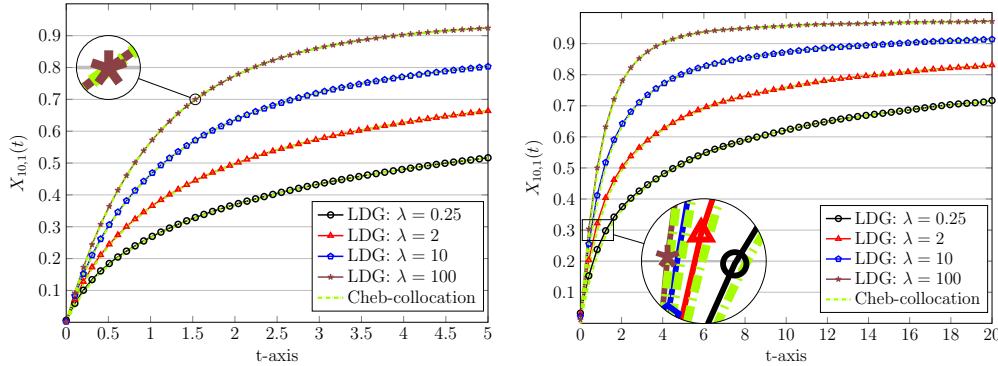 0.9
0.8
0.7
0.6
0.5
0.4
0.3
0.2
0.1
X₁₀,₁(t)
LDG: λ = 0.25
LDG: λ = 2
LDG: λ = 10
LDG: λ = 100
Cheb-collocation
0 0.5 1 1.5 2 2.5 3 3.5 4 4.5 5
t-axis
0.9
0.8
0.7
0.6
0.5
0.4
0.3
0.2
0.1
X₁₀,₁(t)
LDG: λ = 0.25
LDG: λ = 2
LDG: λ = 10
LDG: λ = 100
Cheb-collocation
0 2 4 6 8 10 12 14 16 18 20
t-axis